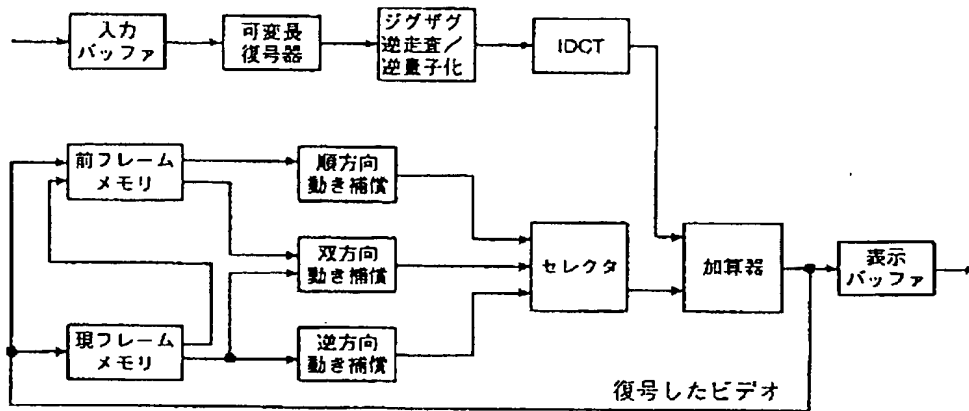 入力
バッファ
可変長
復号器
ジグザグ
逆走査／
逆量子化
IDCT
前フレーム
メモリ
順方向
動き補償
双方向
動き補償
セレクタ
加算器
表示
バッファ
現フレーム
メモリ
逆方向
動き補償
復号したビデオ